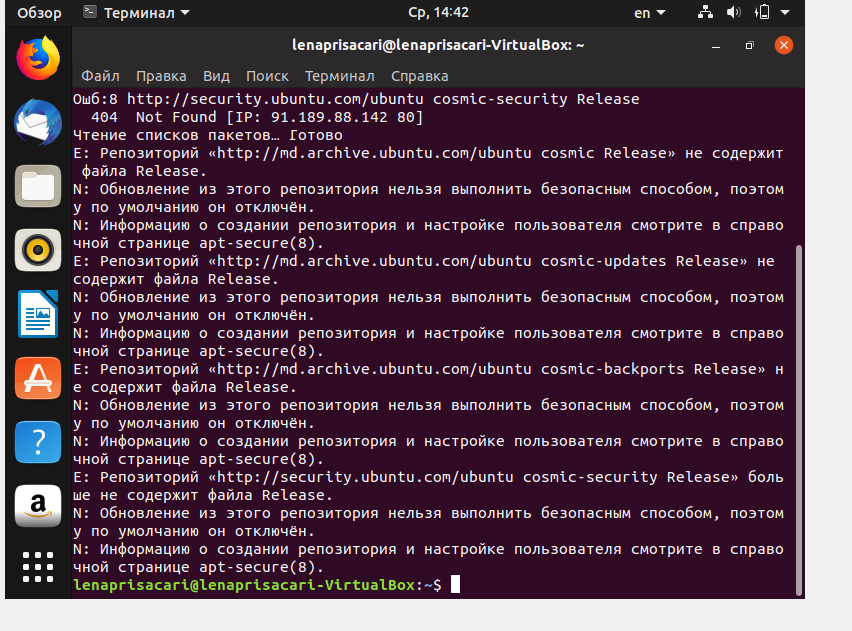 Обзор Терминал Ср, 14:42 en
lenaprisacari@lenaprisacari-VirtualBox: ~
Файл Правка Вид Поиск Терминал Справка
Ошб:8 http://security.ubuntu.com/ubuntu cosmic-security Release
404 Not Found [IP: 91.189.88.142 80]
Чтение списков пакетов… Готово
E: Репозиторий «http://md.archive.ubuntu.com/ubuntu cosmic Release» не содержит
файла Release.
N: Обновление из этого репозитория нельзя выполнить безопасным способом, поэтом
у по умолчанию он отключён.
N: Информацию о создании репозитория и настройке пользователя смотрите в справо
чной странице apt-secure(8).
E: Репозиторий «http://md.archive.ubuntu.com/ubuntu cosmic-updates Release» не
содержит файла Release.
N: Обновление из этого репозитория нельзя выполнить безопасным способом, поэтом
у по умолчанию он отключён.
N: Информацию о создании репозитория и настройке пользователя смотрите в справо
чной странице apt-secure(8).
E: Репозиторий «http://md.archive.ubuntu.com/ubuntu cosmic-backports Release» н
е содержит файла Release.
N: Обновление из этого репозитория нельзя выполнить безопасным способом, поэтом
у по умолчанию он отключён.
N: Информацию о создании репозитория и настройке пользователя смотрите в справо
чной странице apt-secure(8).
E: Репозиторий «http://security.ubuntu.com/ubuntu cosmic-security Release» боль
ше не содержит файла Release.
N: Обновление из этого репозитория нельзя выполнить безопасным способом, поэтом
у по умолчанию он отключён.
N: Информацию о создании репозитория и настройке пользователя смотрите в справо
чной странице apt-secure(8).
lenaprisacari@lenaprisacari-VirtualBox:~$